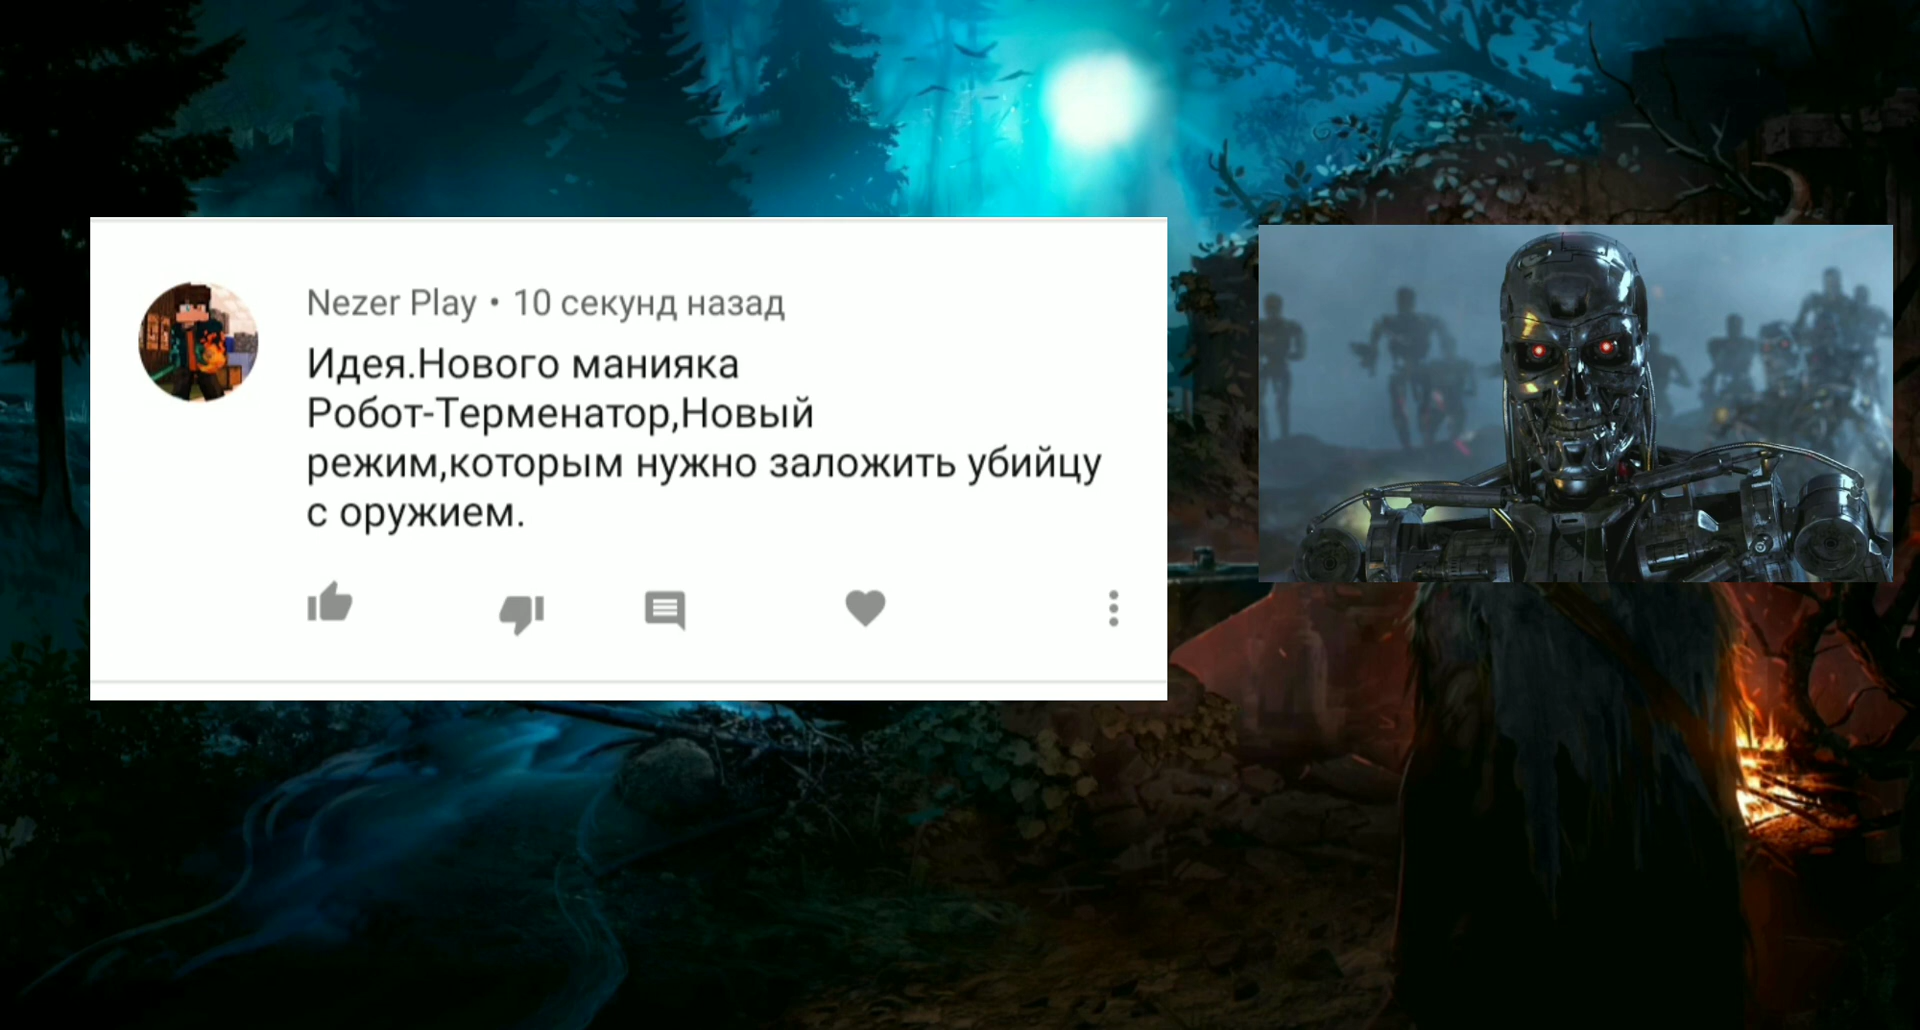 Nezer Play • 10 секунд назад
Идея.Нового манияка
Робот-Терменатор,Новый
режим,которым нужно заложить убийцу
с оружием.